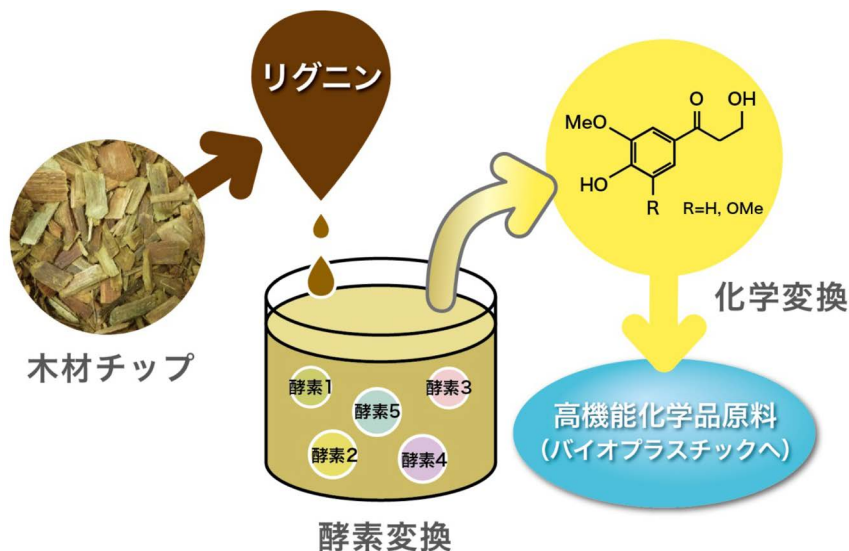 リグニン
木材チップ
酵素1
酵素3
酵素5
酵素2
酵素4
酵素変換
O
OH
MeO
HO
R
R=H, OMe
化学変換
高機能化学品原料
(バイオプラスチックへ)